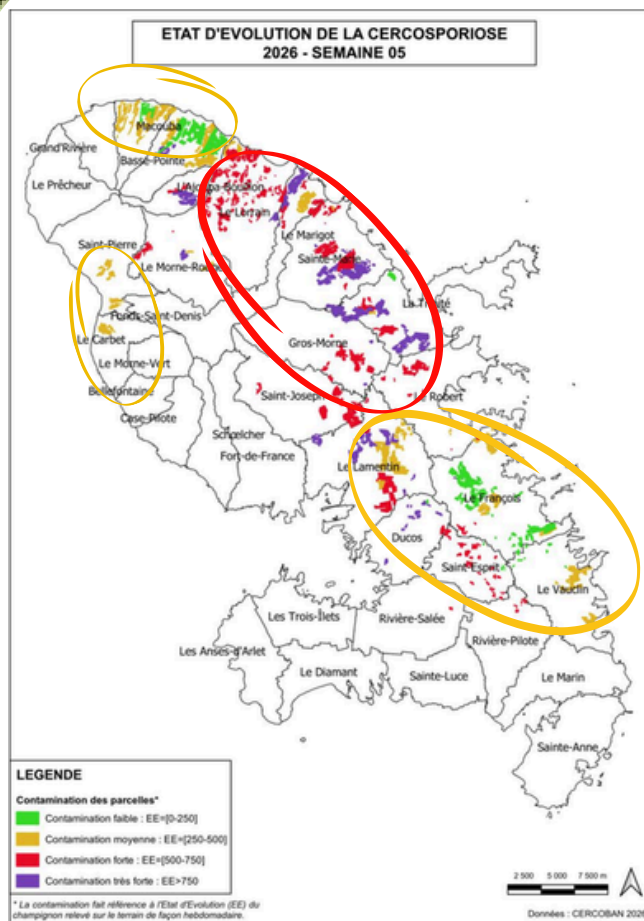 ETAT D'EVOLUTION DE LA CERCOSPORIOSE
2026 - SEMAINE 05
Macouba
Grand'Rivière
Basse-Pointe
Le Prêcheur
Le Lorrain
Saint-Pierre
Le Marigot
Le Morne-Rouge
Sainte-Marie
La Trinité
Fonds-Saint-Denis
Le Carbet
Gros-Morne
Le Morne-Vert
Bellefontaine
Saint-Joseph
Le Robert
Case-Pilote
Schœlcher
Fort-de-France
Le Lamentin
Le François
Ducos
Saint-Esprit
Le Vauclin
Les Trois-Îlets
Rivière-Salée
Rivière-Pilote
Les Anses-d'Arlet
Le Diamant
Sainte-Luce
Le Marin
Sainte-Anne
LEGENDE
Contamination des parcelles*
Contamination faible : EE=[0-250]
Contamination moyenne : EE=[250-500]
Contamination forte : EE=[500-750]
Contamination très forte : EE>750
* La contamination fait référence à l'Etat d'Evolution (EE) du
champignon relevé sur le terrain de façon hebdomadaire.
2 500 5 000 7 500 m
Données : CERCOBAN 2026